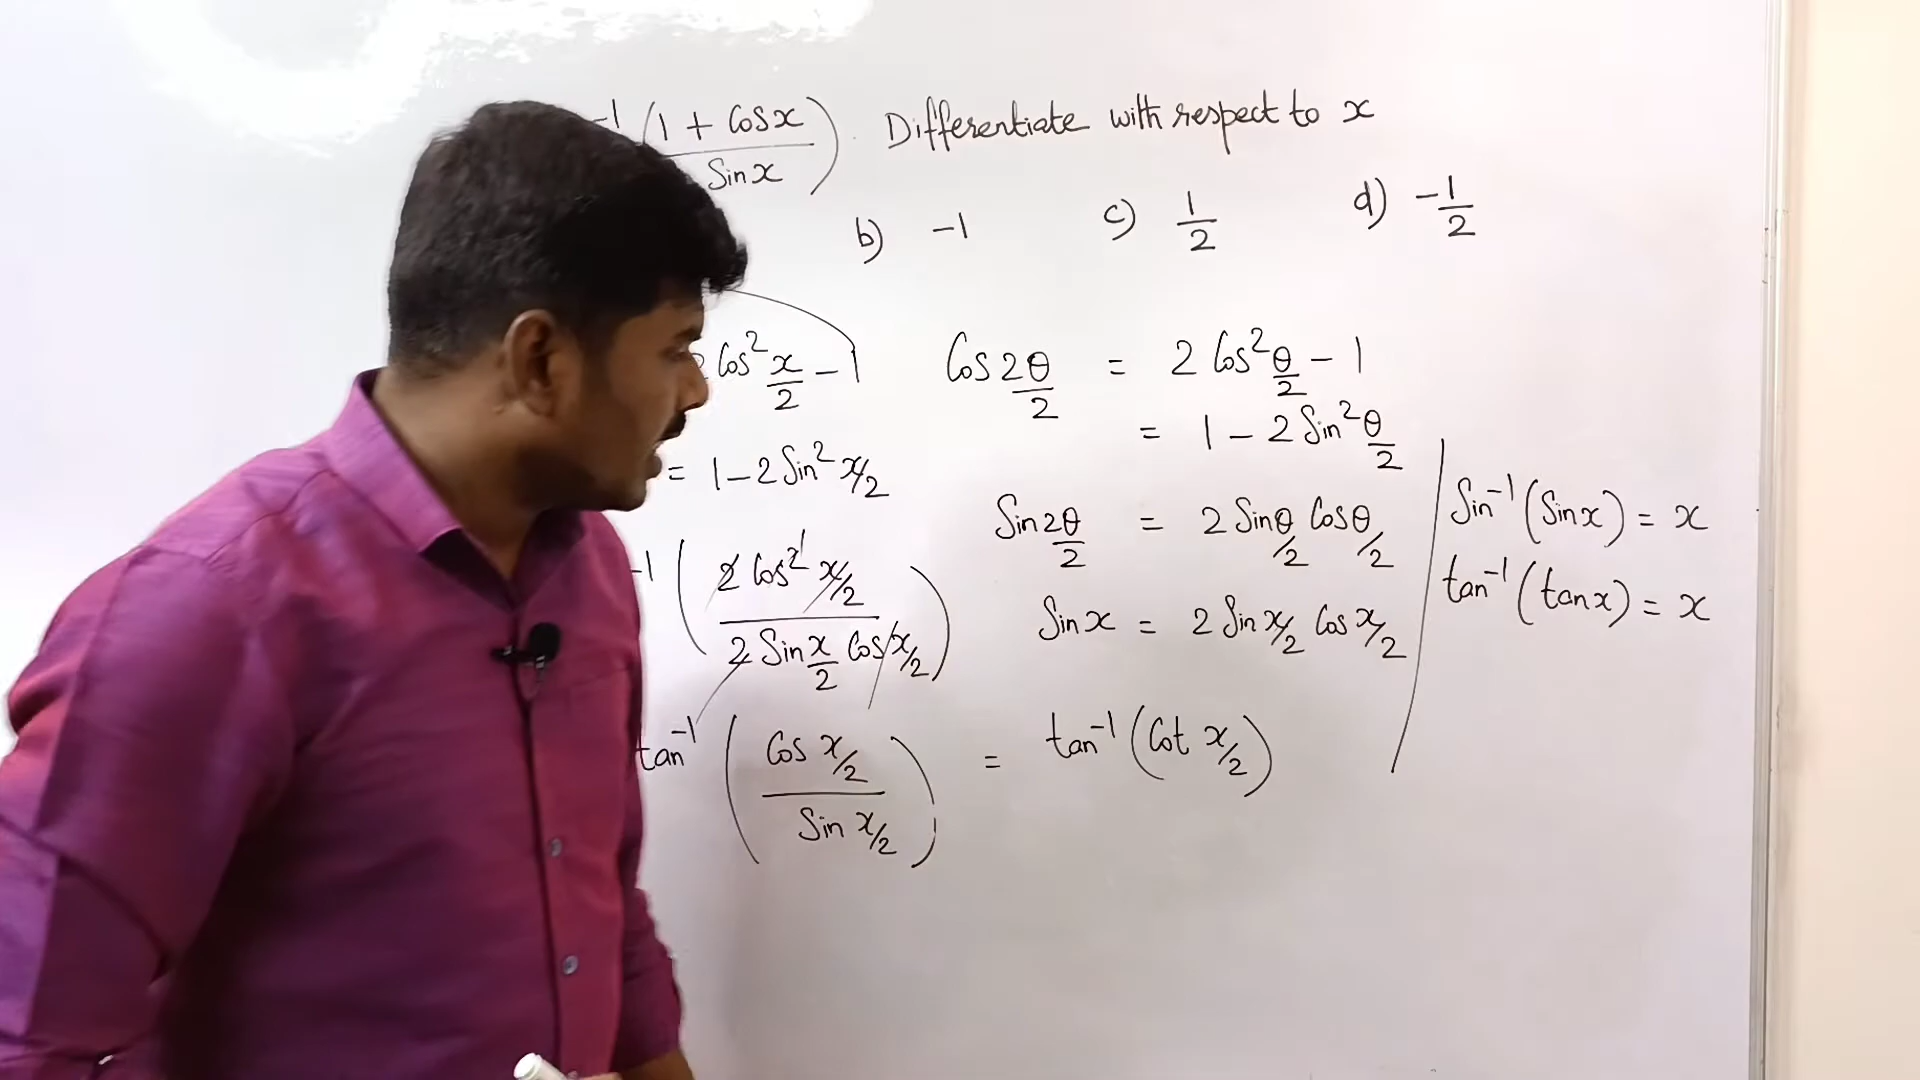 -1 (1 + Cosx / Sinx) . Differentiate with respect to x
b) -1 c) 1/2 d) -1/2
Cos² x/2 - 1
= 1 - 2 Sin² x/2
-1 (2 Cos² x/2 / 2 Sin x/2 Cos x/2)
tan⁻¹ (Cos x/2 / Sin x/2) = tan⁻¹ (Cot x/2)
Cos 2θ/2 = 2 Cos² θ/2 - 1
= 1 - 2 Sin² θ/2
Sin 2θ/2 = 2 Sin θ/2 Cos θ/2
Sin x = 2 Sin x/2 Cos x/2
Sin⁻¹ (Sin x) = x
tan⁻¹ (tan x) = x